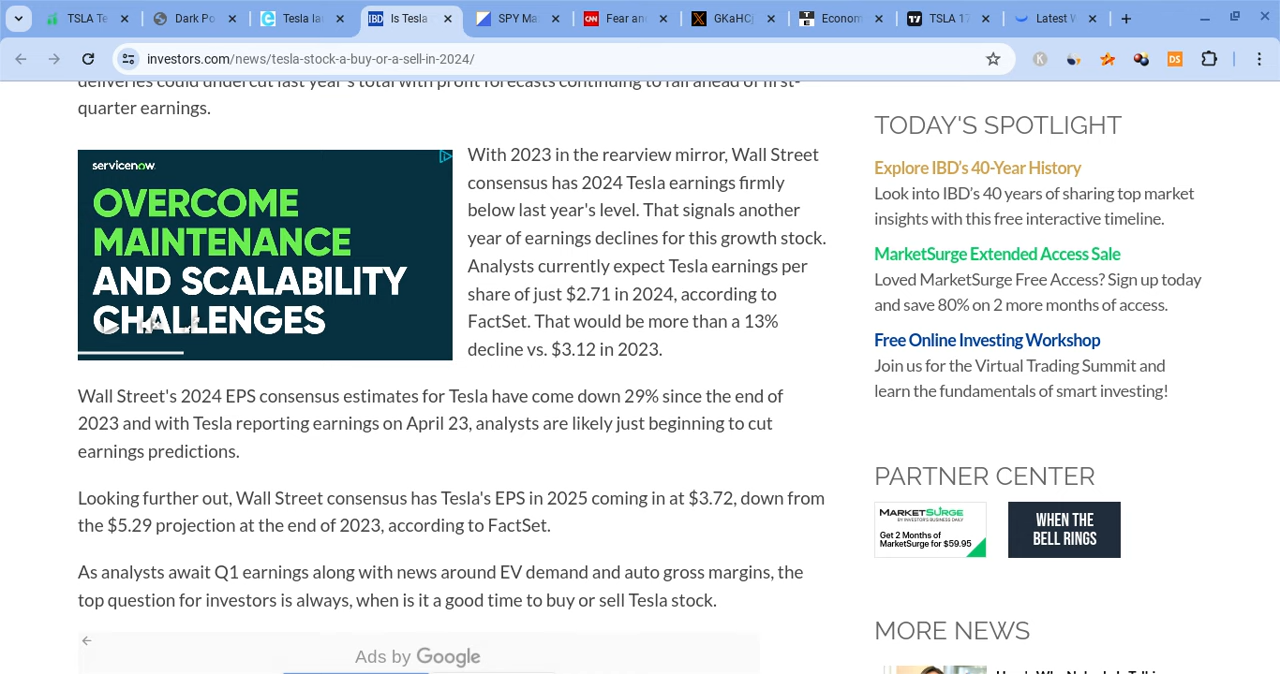 TSLA Te
Dark Po
Tesla la
IBD Is Tesla
SPY Ma
CNN Fear an
GKaHC
TE Econom
TSLA 1
Latest
investors.com/news/tesla-stock-a-buy-or-a-sell-in-2024/
K
DS
deliveries could undercut last year's total with profit forecasts continuing to fall ahead of first-
quarter earnings.
servicenow
OVERCOME
MAINTENANCE
AND SCALABILITY
CHALLENGES
With 2023 in the rearview mirror, Wall Street
consensus has 2024 Tesla earnings firmly
below last year's level. That signals another
year of earnings declines for this growth stock.
Analysts currently expect Tesla earnings per
share of just $2.71 in 2024, according to
FactSet. That would be more than a 13%
decline vs. $3.12 in 2023.
Wall Street's 2024 EPS consensus estimates for Tesla have come down 29% since the end of
2023 and with Tesla reporting earnings on April 23, analysts are likely just beginning to cut
earnings predictions.
Looking further out, Wall Street consensus has Tesla's EPS in 2025 coming in at $3.72, down from
the $5.29 projection at the end of 2023, according to FactSet.
As analysts await Q1 earnings along with news around EV demand and auto gross margins, the
top question for investors is always, when is it a good time to buy or sell Tesla stock.
Ads by Google
TODAY'S SPOTLIGHT
Explore IBD's 40-Year History
Look into IBD's 40 years of sharing top market
insights with this free interactive timeline.
MarketSurge Extended Access Sale
Loved MarketSurge Free Access? Sign up today
and save 80% on 2 more months of access.
Free Online Investing Workshop
Join us for the Virtual Trading Summit and
learn the fundamentals of smart investing!
PARTNER CENTER
MARKETSURGE
BY INVESTOR'S BUSINESS DAILY
Get 2 Months of
MarketSurge for $59.95
WHEN THE
BELL RINGS
MORE NEWS